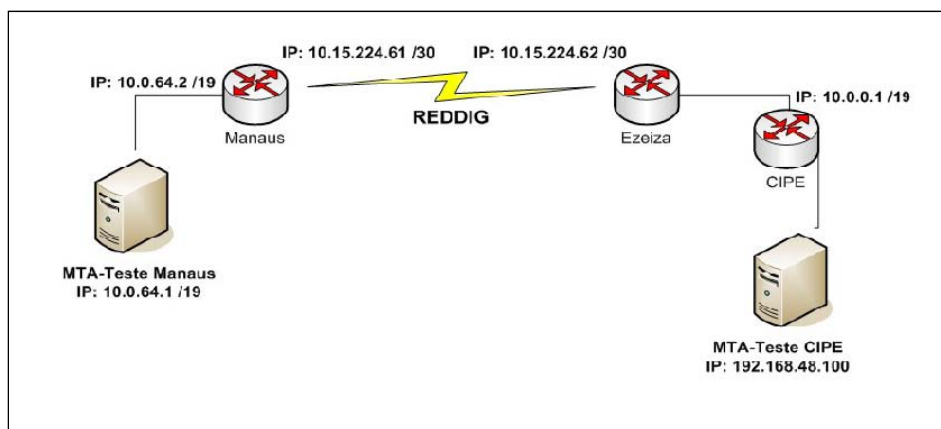 IP: 10.15.224.61 /30
IP: 10.15.224.62 /30
IP: 10.0.64.2 /19
REDDIG
IP: 10.0.0.1 /19
Manaus
Ezeiza
CIPE
MTA-Teste Manaus
IP: 10.0.64.1 /19
MTA-Teste CIPE
IP: 192.168.48.100